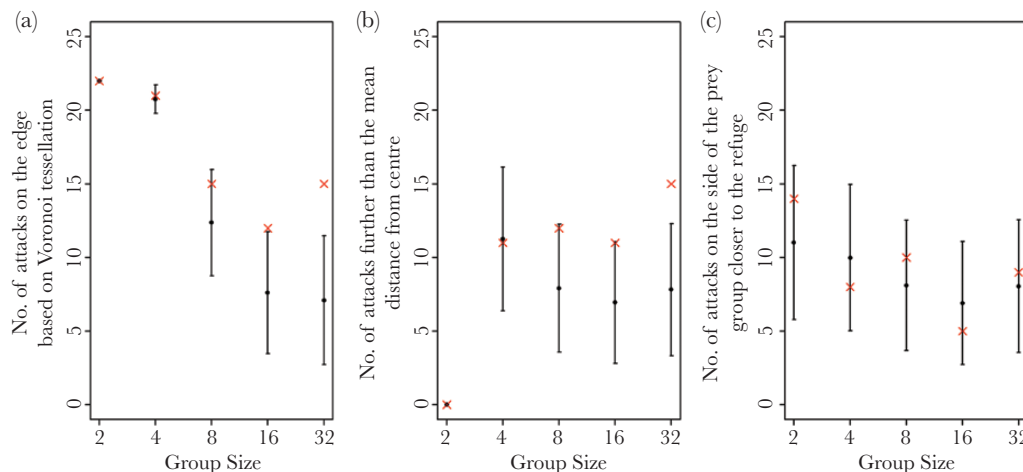 (a)
No. of attacks on the edge
based on Voronoi tessellation
25
20
15
10
5
0
2 4 8 16 32
Group Size
(b)
No. of attacks further than the mean
distance from centre
25
20
15
10
5
0
2 4 8 16 32
Group Size
(c)
No. of attacks on the side of the prey
group closer to the refuge
25
20
15
10
5
0
2 4 8 16 32
Group Size